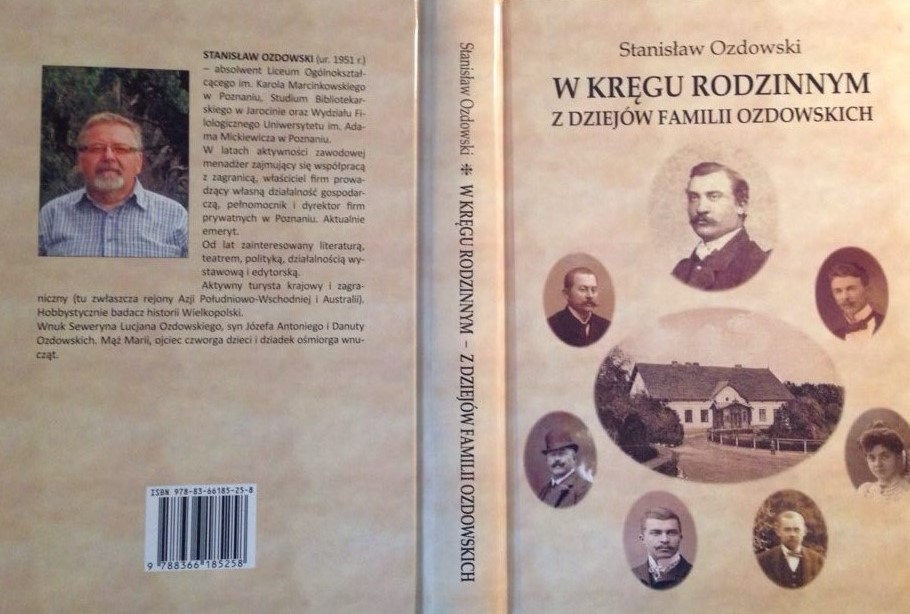 STANISŁAW OZDOWSKI (ur. 1951 r.)
– absolwent Liceum Ogólnokształ-
cącego im. Karola Marcinkowskiego
w Poznaniu, Studium Bibliotekar-
skiego w Jarocinie oraz Wydziału Fi-
lologicznego Uniwersytetu im. Ada-
ma Mickiewicza w Poznaniu.
W latach aktywności zawodowej
menadżer zajmujący się współpracą
z zagranicą, właściciel firm prowa-
dzący własną działalność gospodar-
czą, pełnomocnik i dyrektor firm
prywatnych w Poznaniu. Aktualnie
emeryt.
Od lat zainteresowany literaturą,
teatrem, polityką, działalnością wy-
stawową i edytorską.
Aktywny turysta krajowy i zagra-
niczny (tu zwłaszcza rejony Azji Południowo-Wschodniej i Australii).
Hobbystycznie badacz historii Wielkopolski.
Wnuk Seweryna Lucjana Ozdowskiego, syn Józefa Antoniego i Danuty
Ozdowskich. Mąż Marii, ojciec czworga dzieci i dziadek ośmiorga wnu-
cząt.
ISBN 978-83-66185-25-8
9 788366 185258
Stanisław Ozdowski ❉ W KRĘGU RODZINNYM – Z DZIEJÓW FAMILII OZDOWSKICH
Stanisław Ozdowski
W KRĘGU RODZINNYM
Z DZIEJÓW FAMILII OZDOWSKICH